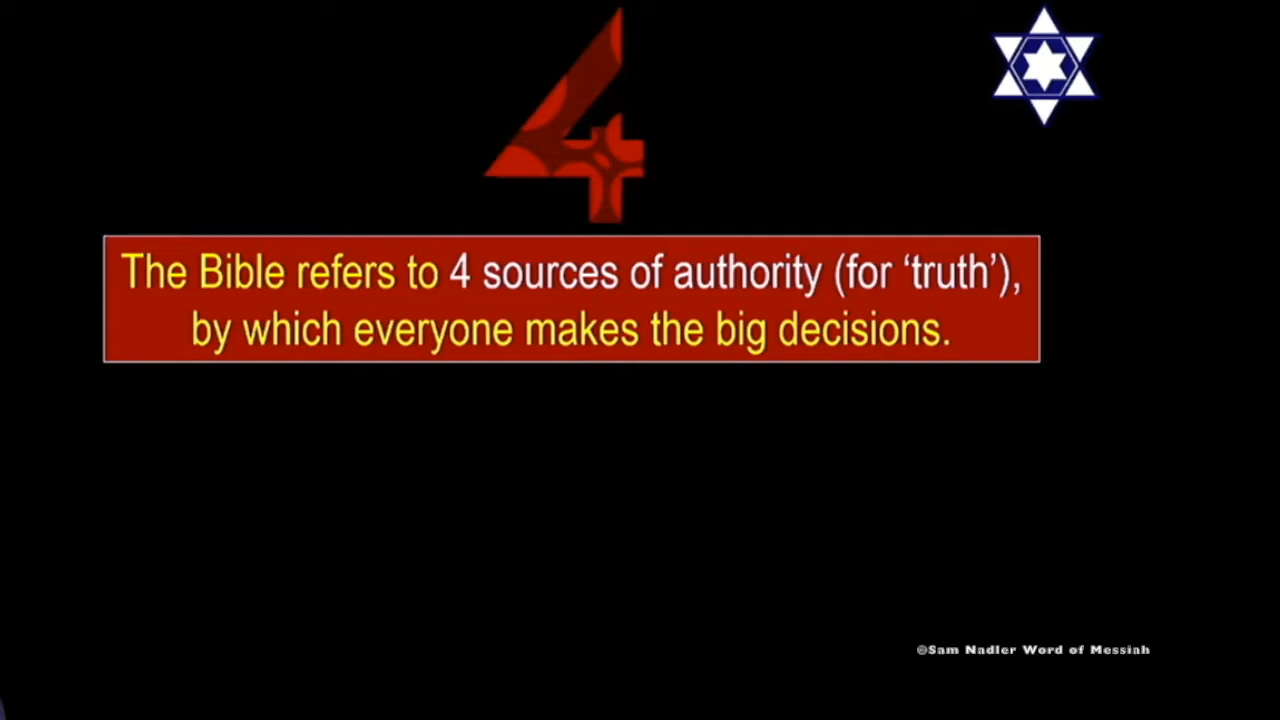 4
The Bible refers to 4 sources of authority (for ‘truth’),
by which everyone makes the big decisions.
©Sam Nadler Word of Messiah